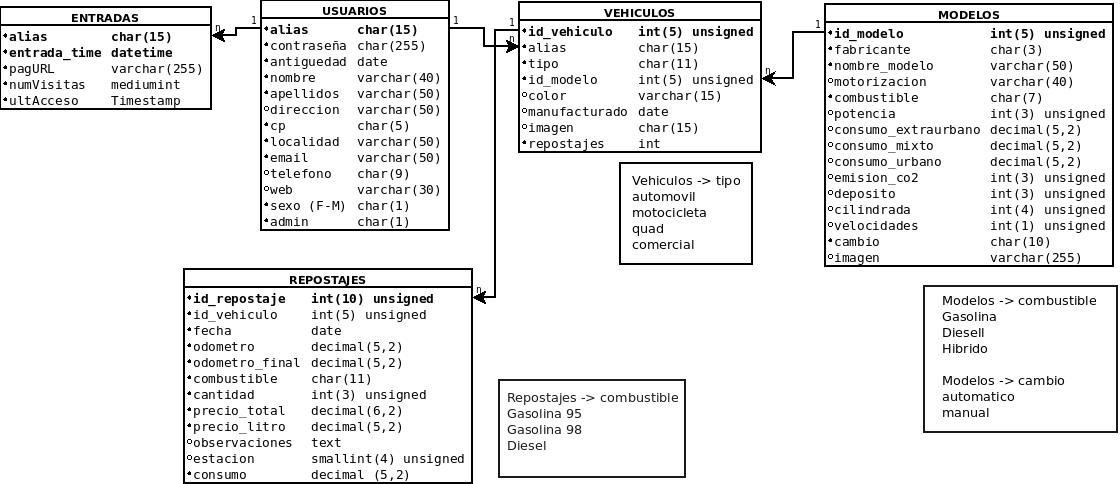 ENTRADAS
alias char(15)
entrada_time datetime
pagURL varchar(255)
numVisitas mediumint
ultAcceso Timestamp
n
1
USUARIOS
alias char(15)
contraseña char(255)
antiguedad date
nombre varchar(40)
apellidos varchar(50)
direccion varchar(50)
cp char(5)
localidad varchar(50)
email varchar(50)
telefono char(9)
web varchar(30)
sexo (F-M) char(1)
admin char(1)
1
n
1
VEHICULOS
id_vehiculo int(5) unsigned
alias char(15)
tipo char(11)
id_modelo int(5) unsigned
color varchar(15)
manufacturado date
imagen char(15)
repostajes int
n
1
MODELOS
id_modelo int(5) unsigned
fabricante char(3)
nombre_modelo varchar(50)
motorizacion varchar(40)
combustible char(7)
potencia int(3) unsigned
consumo_extraurbano decimal(5,2)
consumo_mixto decimal(5,2)
consumo_urbano decimal(5,2)
emision_co2 int(3) unsigned
deposito int(3) unsigned
cilindrada int(4) unsigned
velocidades int(1) unsigned
cambio char(10)
imagen varchar(255)
Vehiculos -> tipo
automovil
motocicleta
quad
comercial
REPOSTAJES
id_repostaje int(10) unsigned
id_vehiculo int(5) unsigned
fecha date
odometro decimal(5,2)
odometro_final decimal(5,2)
combustible char(11)
cantidad int(3) unsigned
precio_total decimal(6,2)
precio_litro decimal(5,2)
observaciones text
estacion smallint(4) unsigned
consumo decimal (5,2)
n
Modelos -> combustible
Gasolina
Diesell
Hibrido
Modelos -> cambio
automatico
manual
Repostajes -> combustible
Gasolina 95
Gasolina 98
Diesel